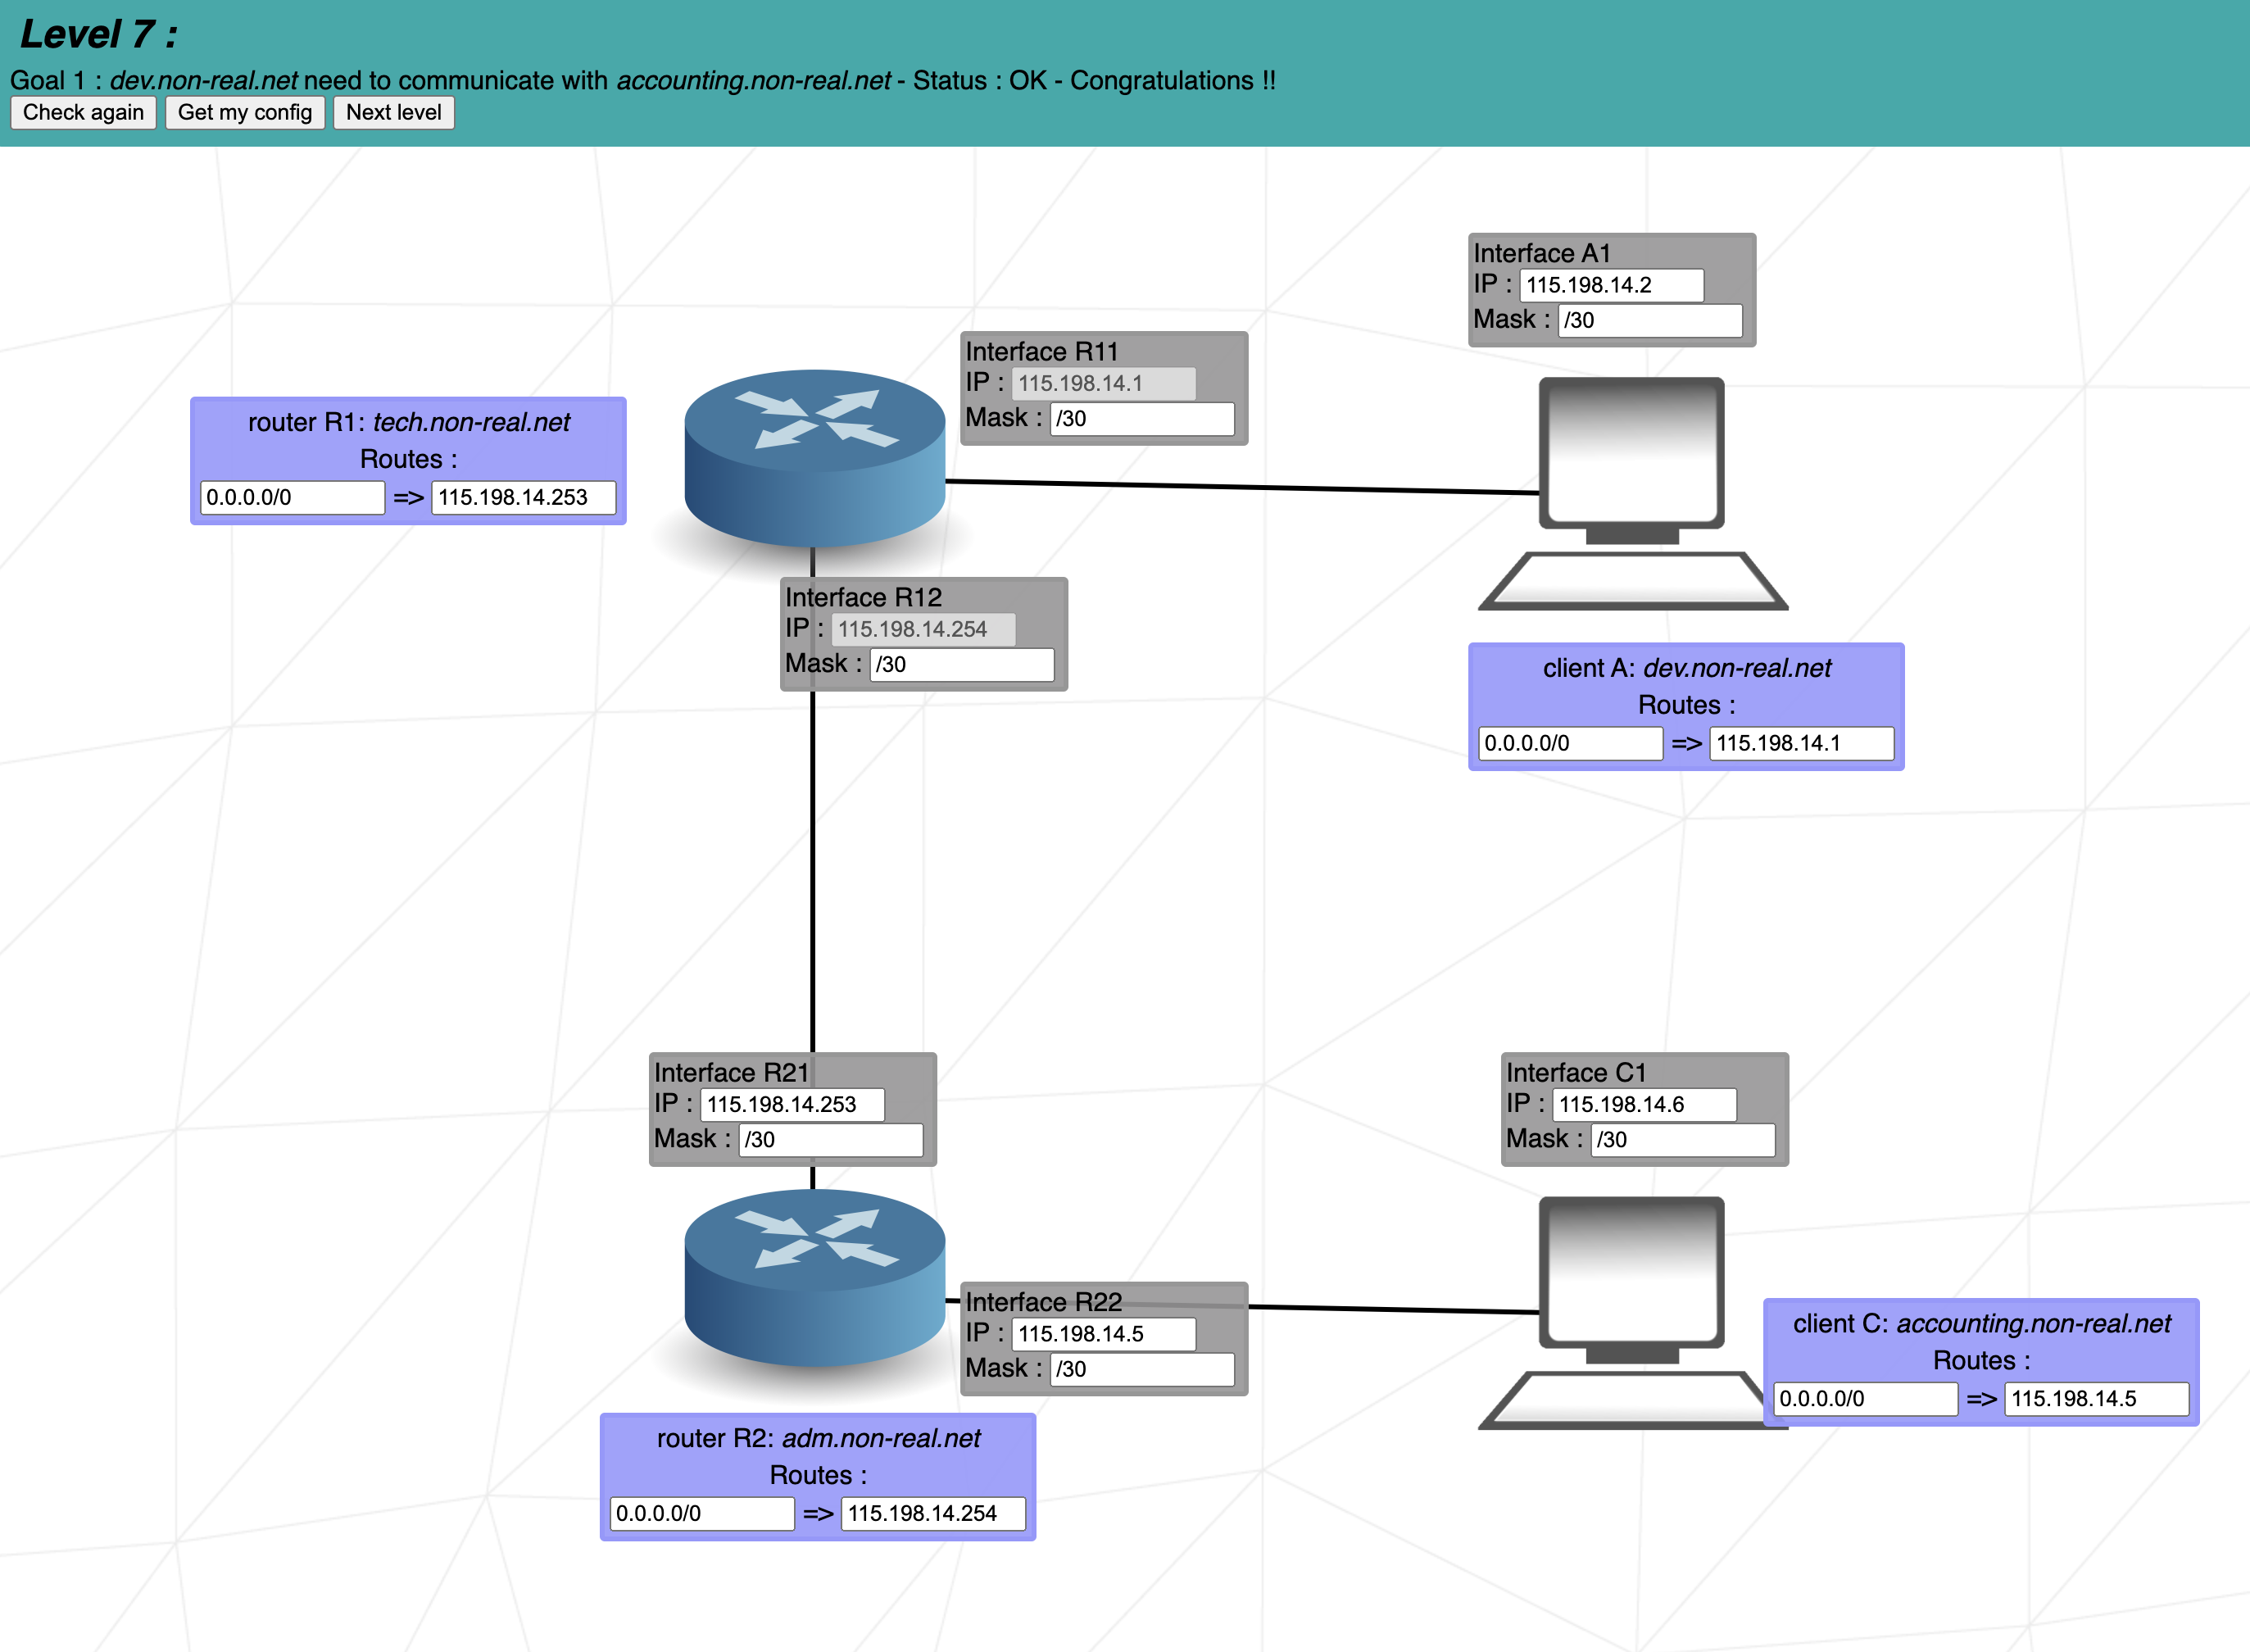 Level 7 :
Goal 1 : dev.non-real.net need to communicate with accounting.non-real.net - Status : OK - Congratulations !!
Check again Get my config Next level
Interface A1
IP : 115.198.14.2
Mask : /30
Interface R11
IP : 115.198.14.1
Mask : /30
router R1: tech.non-real.net
Routes :
0.0.0.0/0 => 115.198.14.253
Interface R12
IP : 115.198.14.254
Mask : /30
client A: dev.non-real.net
Routes :
0.0.0.0/0 => 115.198.14.1
Interface R21
IP : 115.198.14.253
Mask : /30
Interface C1
IP : 115.198.14.6
Mask : /30
Interface R22
IP : 115.198.14.5
Mask : /30
client C: accounting.non-real.net
Routes :
0.0.0.0/0 => 115.198.14.5
router R2: adm.non-real.net
Routes :
0.0.0.0/0 => 115.198.14.254